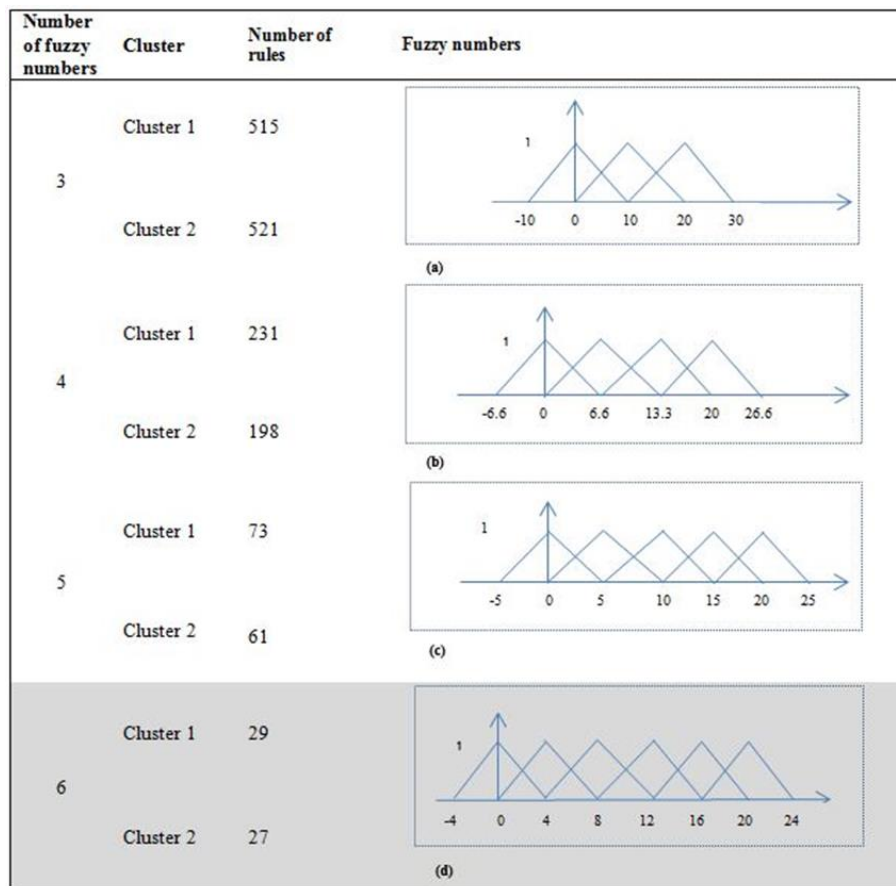 Number of fuzzy numbers Cluster Number of rules Fuzzy numbers
Cluster 1 515
1
3
-10 0 10 20 30
Cluster 2 521
(a)
Cluster 1 231
1
4
-6.6 0 6.6 13.3 20 26.6
Cluster 2 198
(b)
Cluster 1 73
1
5
-5 0 5 10 15 20 25
Cluster 2 61
(c)
Cluster 1 29
1
6
-4 0 4 8 12 16 20 24
Cluster 2 27
(d)